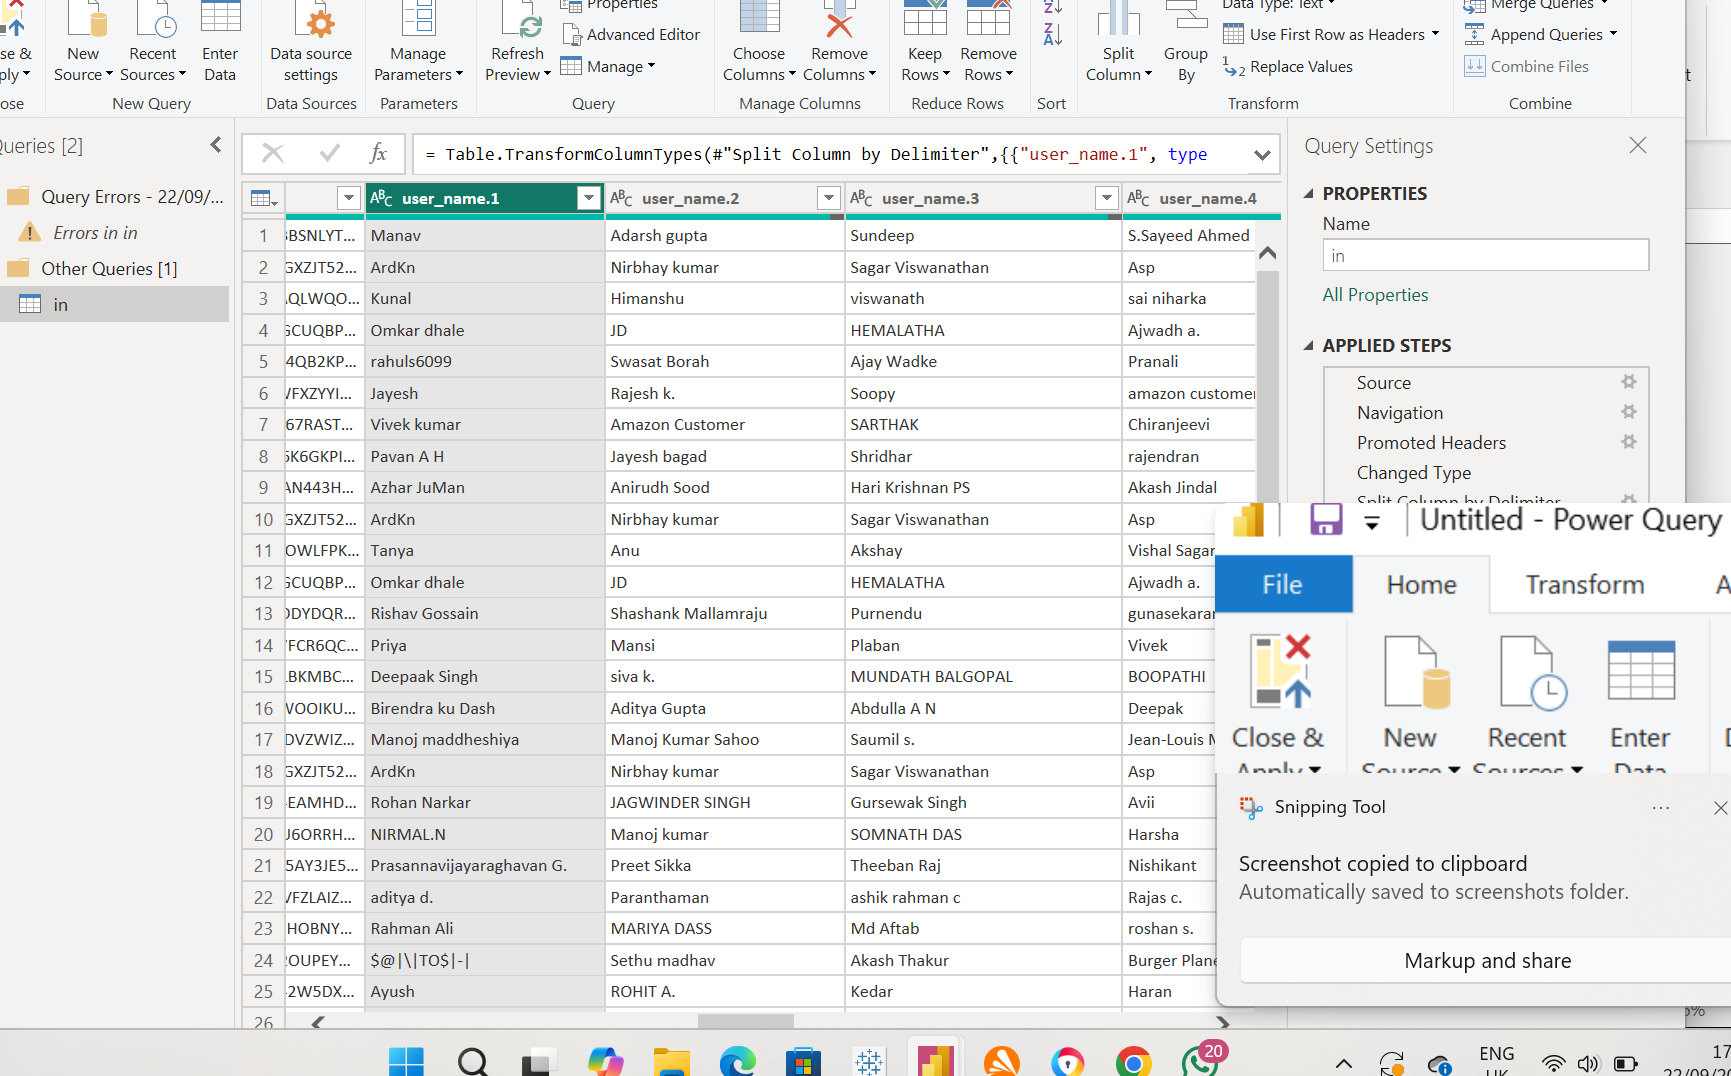 New Source
Recent Sources
Enter Data
New Query
Data source settings
Data Sources
Manage Parameters
Parameters
Refresh Preview
Properties
Advanced Editor
Manage
Query
Choose Columns
Remove Columns
Manage Columns
Keep Rows
Remove Rows
Reduce Rows
Sort
Split Column
Group By
Data Type: Text
Use First Row as Headers
Replace Values
Transform
Merge Queries
Append Queries
Combine Files
Combine
Queries [2]
Query Errors - 22/09/...
Errors in in
Other Queries [1]
in
= Table.TransformColumnTypes(#"Split Column by Delimiter",{{"user_name.1", type
user_name.1 user_name.2 user_name.3 user_name.4
1 BSNLYT... Manav Adarsh gupta Sundeep S.Sayeed Ahmed
2 GXZJT52... ArdKn Nirbhay kumar Sagar Viswanathan Asp
3 QLWQO... Kunal Himanshu viswanath sai niharka
4 GCUQBP... Omkar dhale JD HEMALATHA Ajwadh a.
5 4QB2KP... rahuls6099 Swasat Borah Ajay Wadke Pranali
6 FXZYYI... Jayesh Rajesh k. Soopy amazon customer
7 67RAST... Vivek kumar Amazon Customer SARTHAK Chiranjeevi
8 6K6GKPI... Pavan A H Jayesh bagad Shridhar rajendran
9 AN443H... Azhar JuMan Anirudh Sood Hari Krishnan PS Akash Jindal
10 GXZJT52... ArdKn Nirbhay kumar Sagar Viswanathan Asp
11 OWLFPK... Tanya Anu Akshay Vishal Sagar
12 GCUQBP... Omkar dhale JD HEMALATHA Ajwadh a.
13 DDYDQR... Rishav Gossain Shashank Mallamraju Purnendu gunasekaran
14 FCR6QC... Priya Mansi Plaban Vivek
15 BKMBC... Deepaak Singh siva k. MUNDATH BALGOPAL BOOPATHI
16 WOOIKU... Birendra ku Dash Aditya Gupta Abdulla A N Deepak
17 DVZWIZ... Manoj maddheshiya Manoj Kumar Sahoo Saumil s. Jean-Louis
18 GXZJT52... ArdKn Nirbhay kumar Sagar Viswanathan Asp
19 EAMHD... Rohan Narkar JAGWINDER SINGH Gursewak Singh Avii
20 J6ORRH... NIRMAL.N Manoj kumar SOMNATH DAS Harsha
21 5AY3JE5... Prasannavijayaraghavan G. Preet Sikka Theeban Raj Nishikant
22 VFZLAIZ... aditya d. Paranthaman ashik rahman c Rajas c.
23 HOBNY... Rahman Ali MARIYA DASS Md Aftab roshan s.
24 OUPEY... $@|\|TO$|-| Sethu madhav Akash Thakur Burger Plane
25 2W5DX... Ayush ROHIT A. Kedar Haran
26
Query Settings
PROPERTIES
Name
in
All Properties
APPLIED STEPS
Source
Navigation
Promoted Headers
Changed Type
Split Column by Delimiter
Untitled - Power Query
File Home Transform
Close & Apply
New Source
Recent Sources
Enter Data
Snipping Tool
Screenshot copied to clipboard
Automatically saved to screenshots folder.
Markup and share
20
ENG
UK